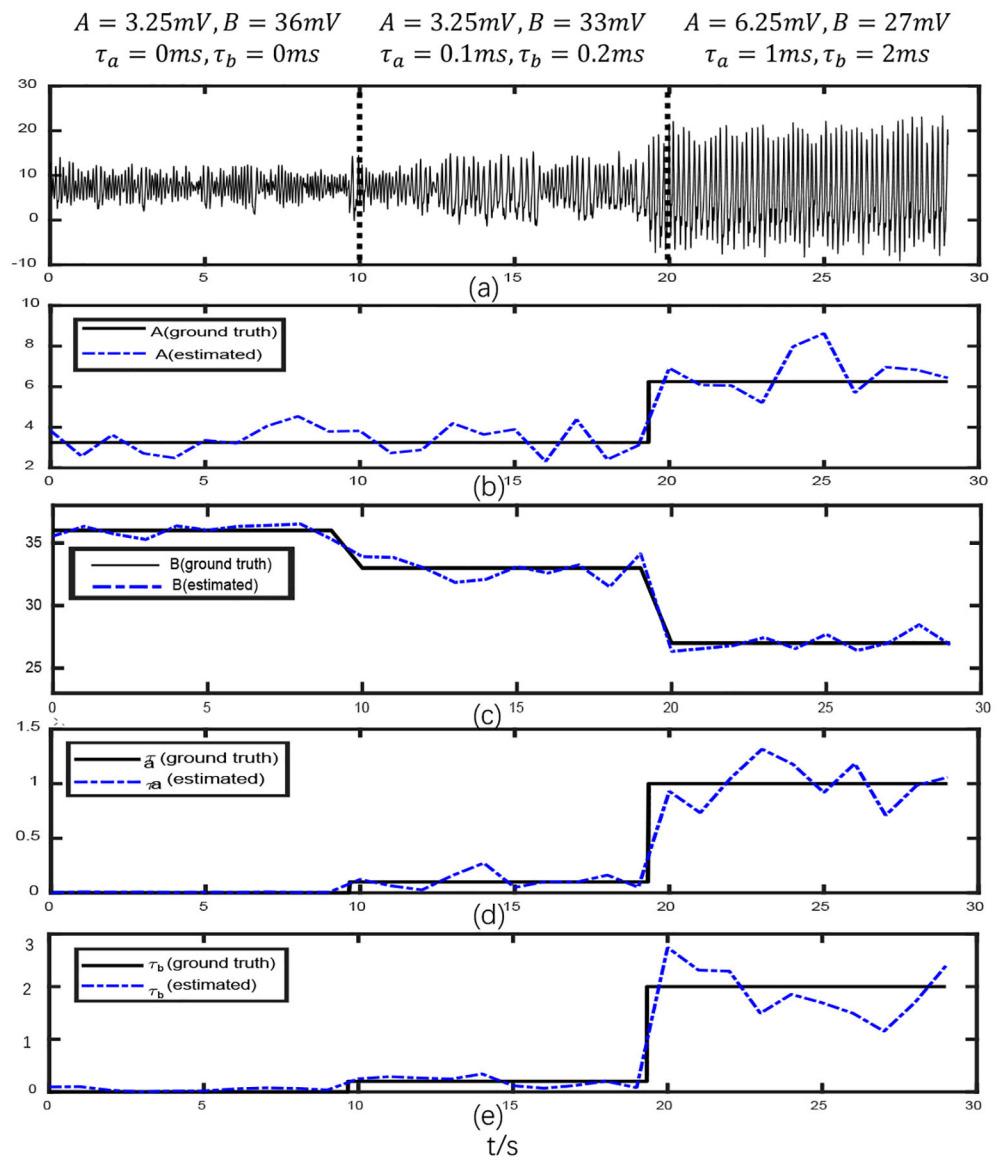 A = 3.25mV, B = 36mV A = 3.25mV, B = 33mV A = 6.25mV, B = 27mV
τa = 0ms, τb = 0ms τa = 0.1ms, τb = 0.2ms τa = 1ms, τb = 2ms
30
20
10
0
-10
0 5 10 15 20 25 30
(a)
10
8
6
4
2
A(ground truth)
A(estimated)
0 5 10 15 20 25 30
(b)
35
30
25
B(ground truth)
B(estimated)
0 5 10 15 20 25 30
(c)
1.5
1
0.5
0
τa (ground truth)
τa (estimated)
0 5 10 15 20 25 30
(d)
3
2
1
0
τb (ground truth)
τb (estimated)
0 5 10 15 20 25 30
(e)
t/s